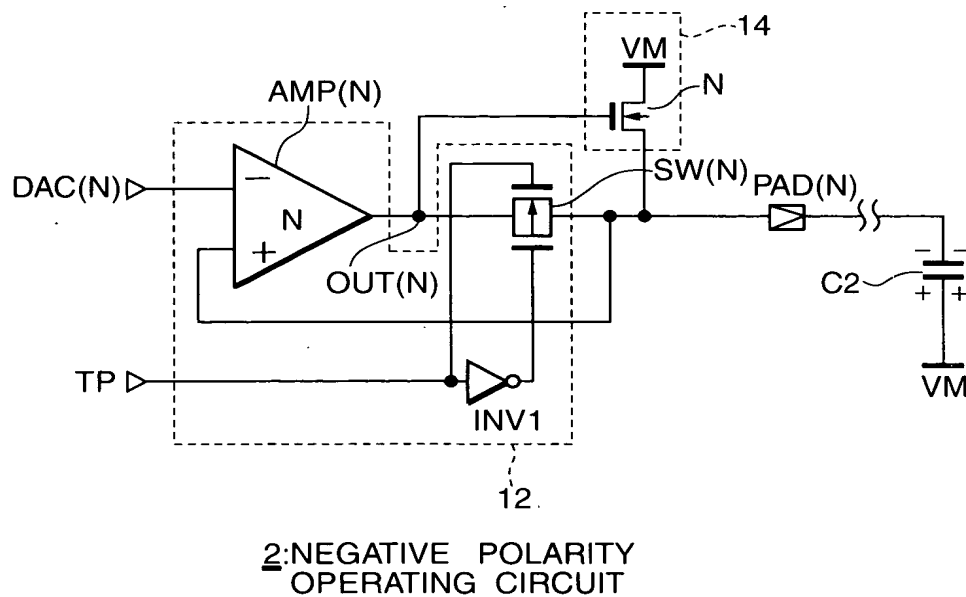 14
VM
N
AMP(N)
SW(N)
PAD(N)
DAC(N)
−
N
+
OUT(N)
C2
− −
+ +
TP
INV1
VM
12
2:NEGATIVE POLARITY
OPERATING CIRCUIT